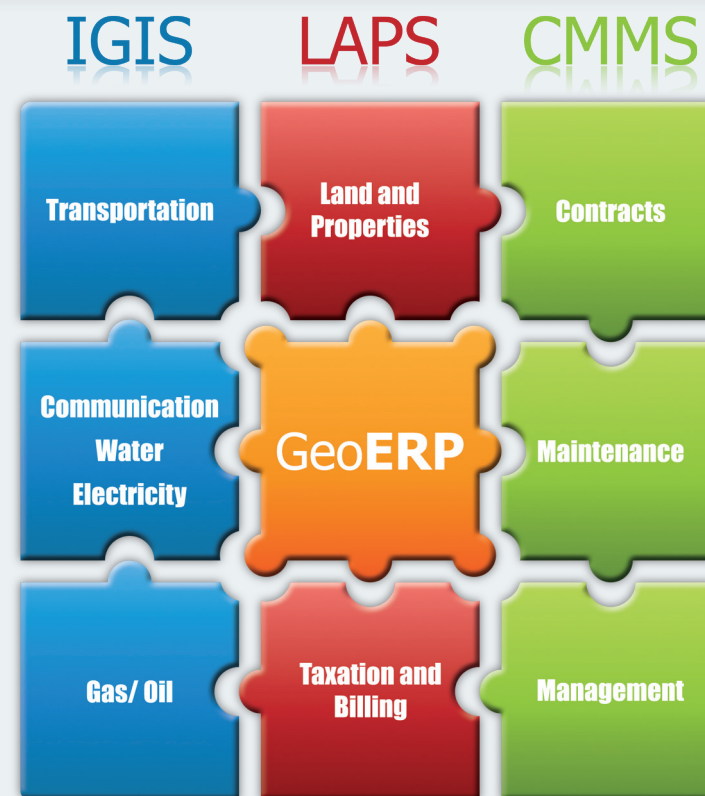 IGIS LAPS CMMS
Transportation
Land and
Properties
Contracts
Communication
Water
Electricity
GeoERP
Maintenance
Gas/ Oil
Taxation and
Billing
Management